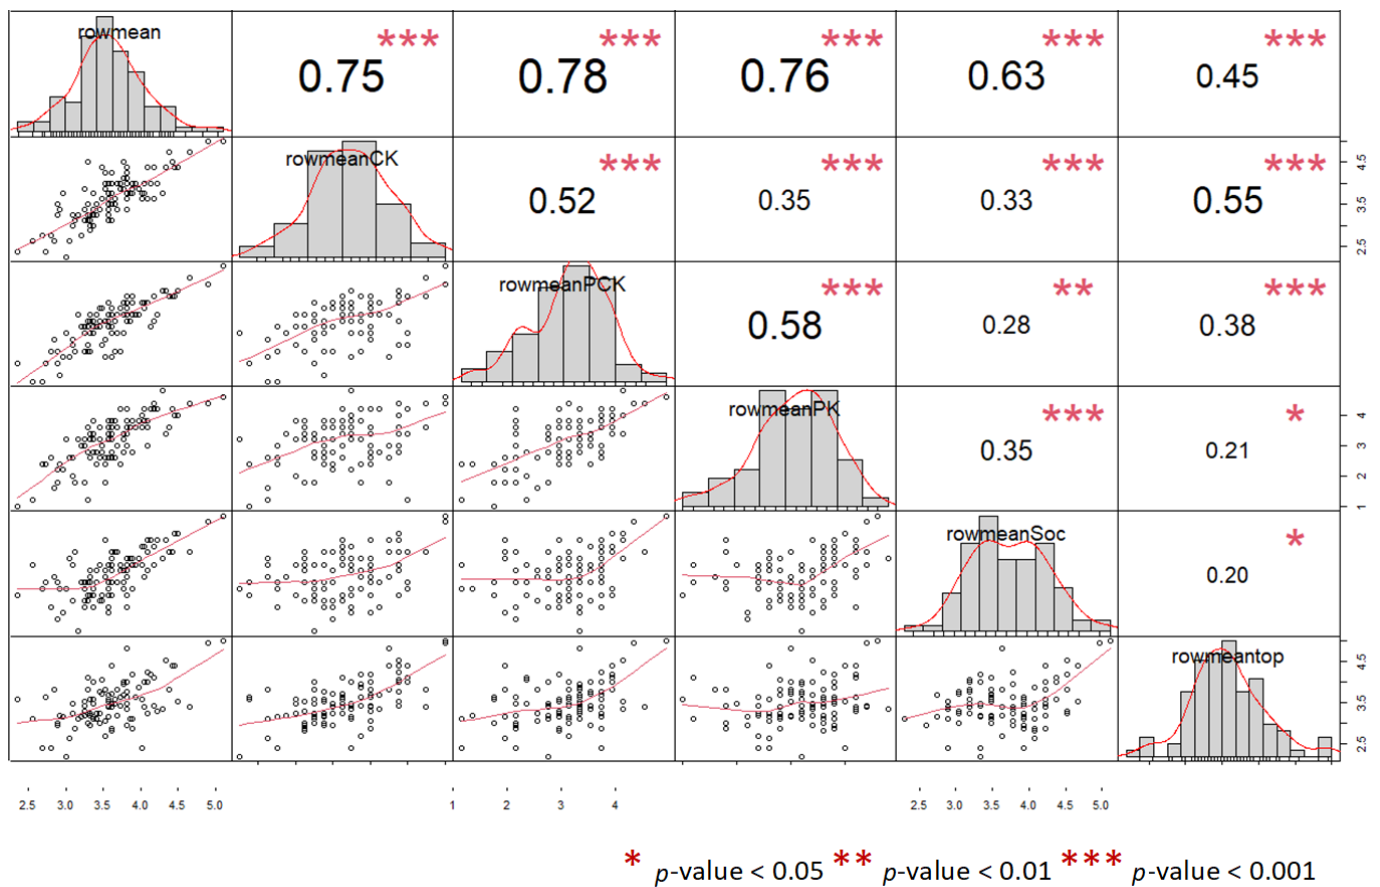 rowmean *** 0.75 *** 0.78 *** 0.76 *** 0.63 *** 0.45
rowmeanCK *** 0.52 *** 0.35 *** 0.33 *** 0.55
4.5
3.5
2.5
rowmeanPCK *** 0.58 ** 0.28 *** 0.38
rowmeanPK *** 0.35 * 0.21
4
3
2
1
rowmeanSoc * 0.20
rowmeantop
4.5
3.5
2.5
2.5 3.0 3.5 4.0 4.5 5.0 1 2 3 4 2.5 3.0 3.5 4.0 4.5 5.0
* p-value < 0.05 ** p-value < 0.01 *** p-value < 0.001